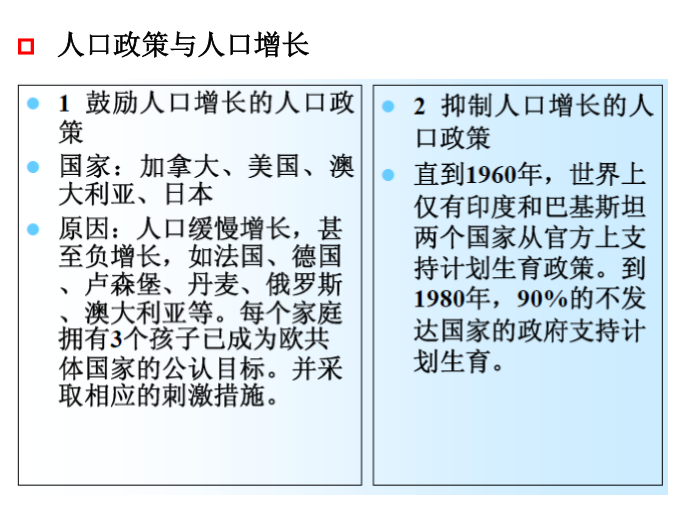 人口政策与人口增长
1 鼓励人口增长的人口政
策
国家：加拿大、美国、澳
大利亚、日本
原因：人口缓慢增长，甚
至负增长，如法国、德国
、卢森堡、丹麦、俄罗斯
、澳大利亚等。每个家庭
拥有3个孩子已成为欧共
体国家的公认目标。并采
取相应的刺激措施。
2 抑制人口增长的人
口政策
直到1960年，世界上
仅有印度和巴基斯坦
两个国家从官方上支
持计划生育政策。到
1980年，90%的不发
达国家的政府支持计
划生育。